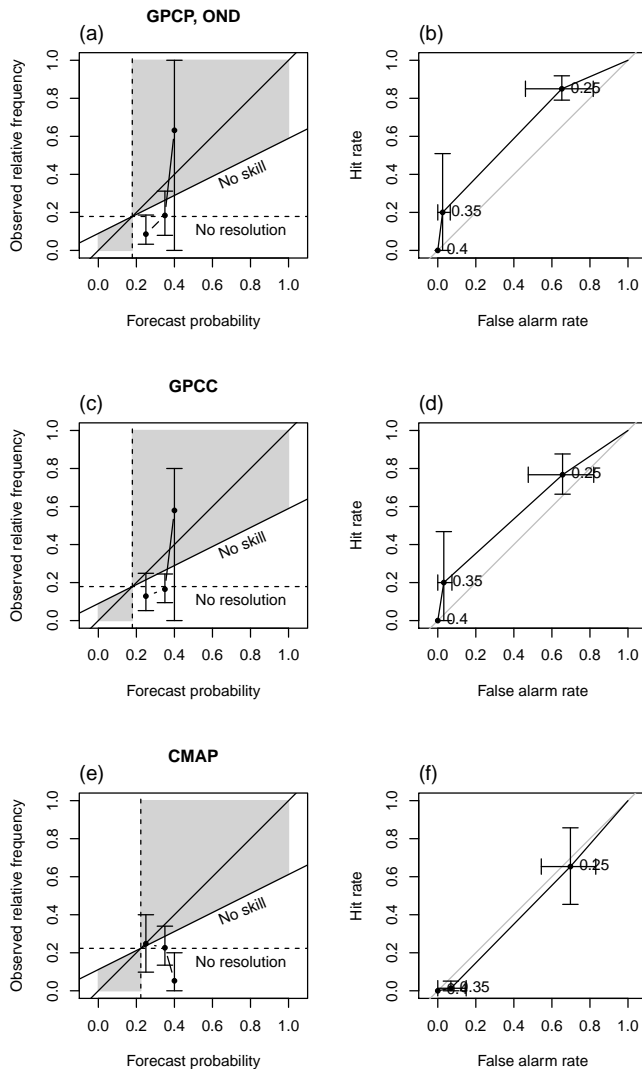 GPCP, OND
(a)
(b)
Observed relative frequency
0.0 0.2 0.4 0.6 0.8 1.0
No skill
No resolution
0.0 0.2 0.4 0.6 0.8 1.0
Forecast probability
Hit rate
0.0 0.2 0.4 0.6 0.8 1.0
0.25
0.35
0.4
0.0 0.2 0.4 0.6 0.8 1.0
False alarm rate
GPCC
(c)
(d)
Observed relative frequency
0.0 0.2 0.4 0.6 0.8 1.0
No skill
No resolution
0.0 0.2 0.4 0.6 0.8 1.0
Forecast probability
Hit rate
0.0 0.2 0.4 0.6 0.8 1.0
0.25
0.35
0.4
0.0 0.2 0.4 0.6 0.8 1.0
False alarm rate
CMAP
(e)
(f)
Observed relative frequency
0.0 0.2 0.4 0.6 0.8 1.0
No skill
No resolution
0.0 0.2 0.4 0.6 0.8 1.0
Forecast probability
Hit rate
0.0 0.2 0.4 0.6 0.8 1.0
0.25
0.35
0.0 0.2 0.4 0.6 0.8 1.0
False alarm rate